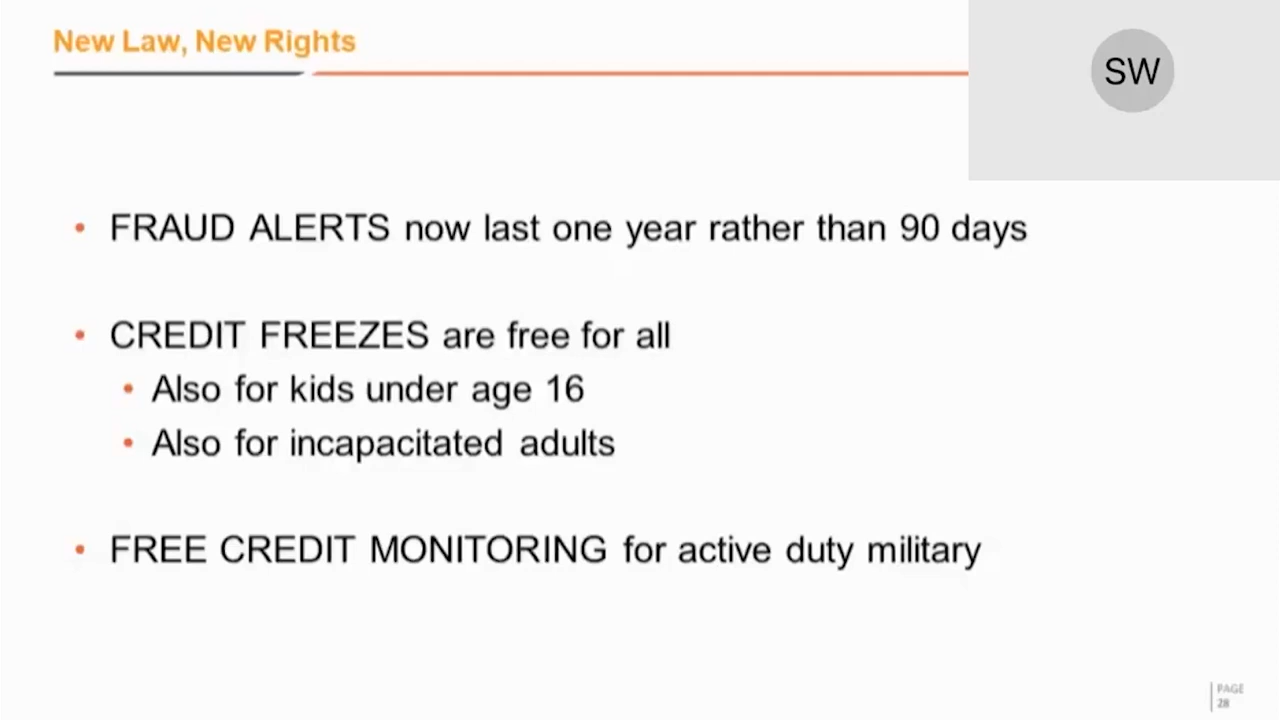 New Law, New Rights
SW
• FRAUD ALERTS now last one year rather than 90 days
• CREDIT FREEZES are free for all
• Also for kids under age 16
• Also for incapacitated adults
• FREE CREDIT MONITORING for active duty military
PAGE
28